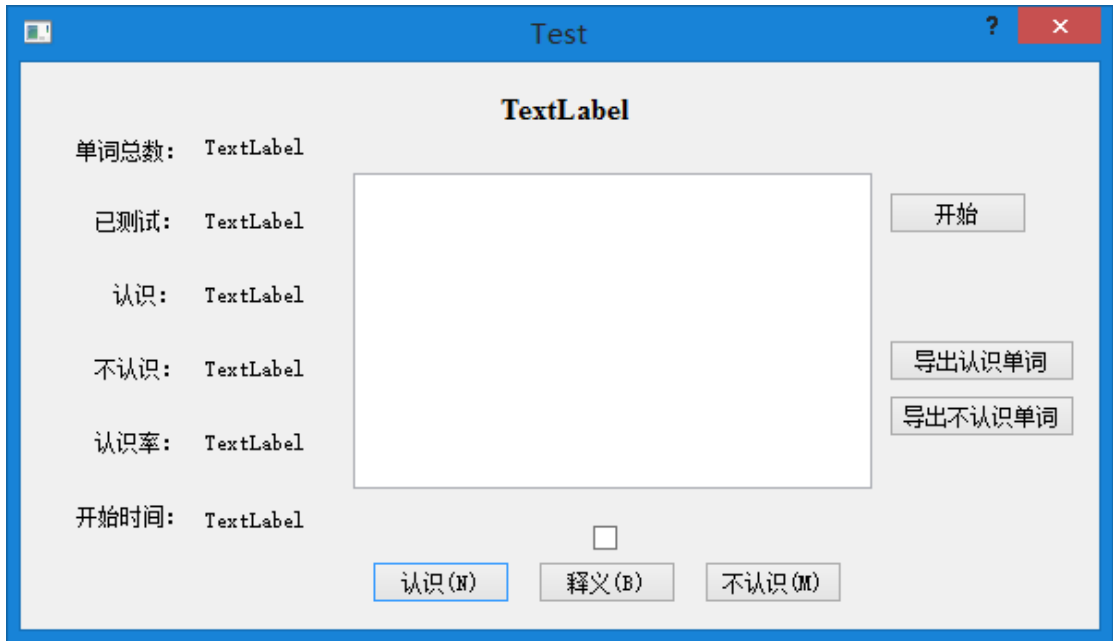 Test
?
TextLabel
单词总数: TextLabel
已测试: TextLabel
开始
认识: TextLabel
不认识: TextLabel
导出认识单词
导出不认识单词
认识率: TextLabel
开始时间: TextLabel
认识(N) 释义(B) 不认识(M)